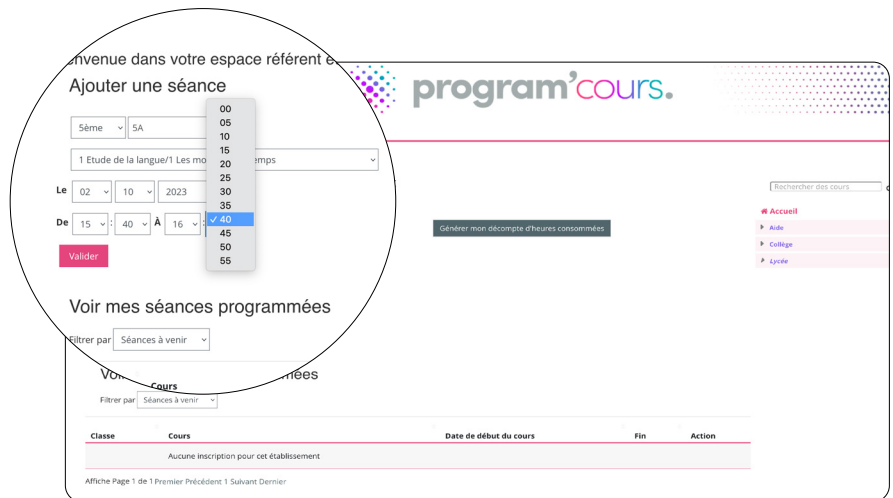 envenue dans votre espace référent
Ajouter une séance
program'cours.
5ème 5A
1 Etude de la langue/1 Les mo emps
Le 02 10 2023
De 15 : 40 À 16 :
00
05
10
15
20
25
30
35
✓ 40
45
50
55
Valider
Générer mon décompte d'heures consommées
Rechercher des cours
Accueil
Aide
Collège
Lycée
Voir mes séances programmées
Filtrer par Séances à venir
Cours
Filtrer par Séances à venir
Classe Cours Date de début du cours Fin Action
Aucune inscription pour cet établissement
Affiche Page 1 de 1 Premier Précédent 1 Suivant Dernier